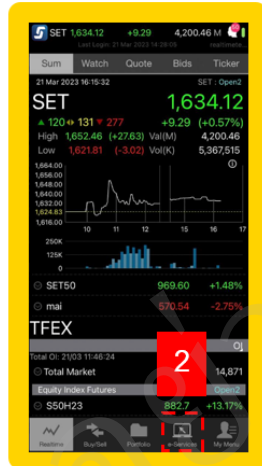 SET 1,634.12 +9.29 4,200.46 M
Last Login: 21 Mar 2023 14:28:05 realtime
Sum Watch Quote Bids Ticker
21 Mar 2023 16:15:32 SET : Open2
SET 1,634.12
▲ 120 ◆ 131 ▼ 277 +9.29 (+0.57%)
High 1,652.46 (+27.63) Val(M) 4,200.46
Low 1,621.81 (-3.02) Vol(K) 5,367,515
1,664.00
1,656.00
1,648.00
1,640.00
1,632.00
1,624.83
1,616.00
10 11 12 14 15 16 17
250K
125K
0
SET50 969.60 +1.48%
mai 570.54 -2.75%
TFEX
OI
Total OI: 21/03 11:46:24
Total Market 14,871
Equity Index Futures Open2
S50H23 882.7 +13.17%
2
Realtime Buy/Sell Portfolio e-Services My Menu